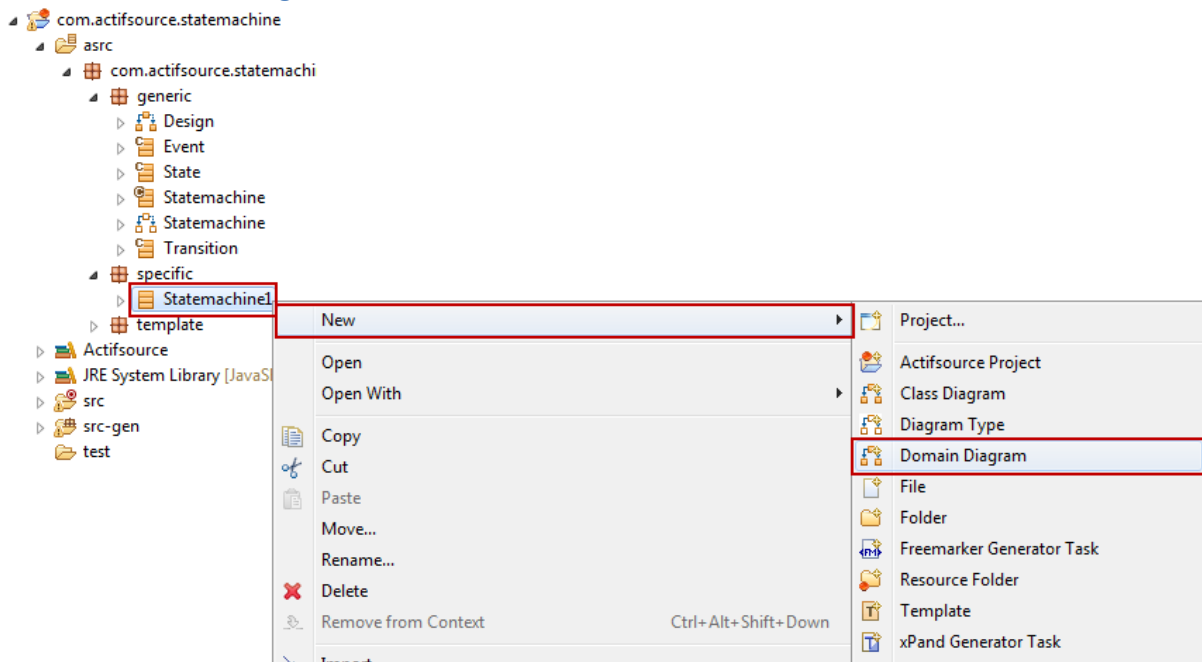 com.actifsource.statemachine
asrc
com.actifsource.statemachi
generic
Design
Event
State
Statemachine
Statemachine
Transition
specific
Statemachine1
template
Actifsource
JRE System Library [JavaSE
src
src-gen
test
New
Open
Open With
Copy
Cut
Paste
Move...
Rename...
Delete
Remove from Context Ctrl+Alt+Shift+Down
Import
Project...
Actifsource Project
Class Diagram
Diagram Type
Domain Diagram
File
Folder
Freemarker Generator Task
Resource Folder
Template
xPand Generator Task